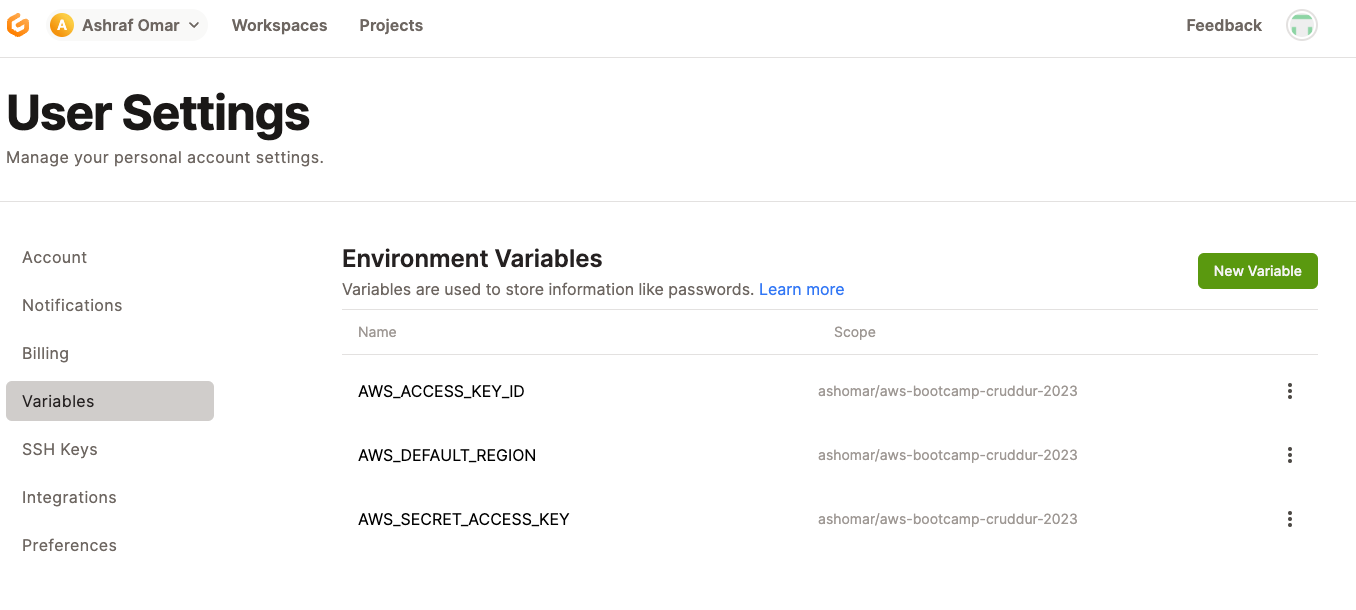 A Ashraf Omar Workspaces Projects Feedback
User Settings
Manage your personal account settings.
Account
Notifications
Billing
Variables
SSH Keys
Integrations
Preferences
Environment Variables
Variables are used to store information like passwords. Learn more
New Variable
Name Scope
AWS_ACCESS_KEY_ID ashomar/aws-bootcamp-cruddur-2023
AWS_DEFAULT_REGION ashomar/aws-bootcamp-cruddur-2023
AWS_SECRET_ACCESS_KEY ashomar/aws-bootcamp-cruddur-2023